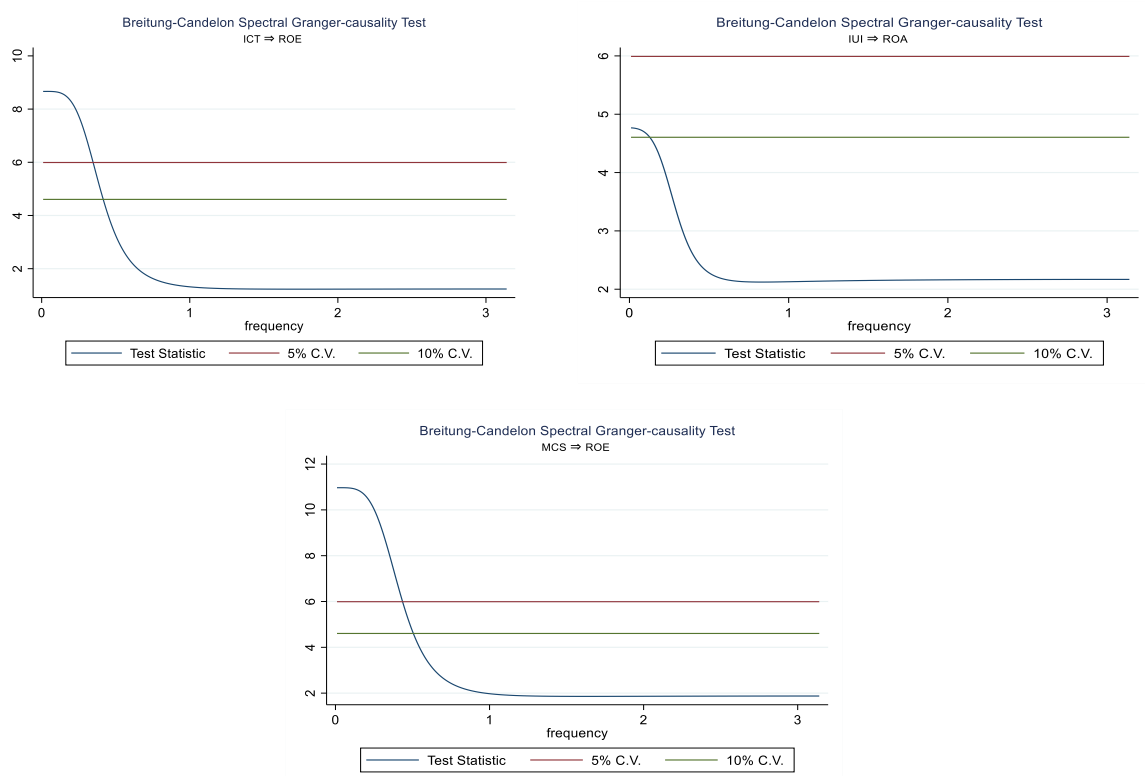 Breitung-Candelon Spectral Granger-causality Test
ICT ⇒ ROE
10
8
6
4
2
0 1 2 3
frequency
Test Statistic 5% C.V. 10% C.V.
Breitung-Candelon Spectral Granger-causality Test
IUI ⇒ ROA
6
5
4
3
2
0 1 2 3
frequency
Test Statistic 5% C.V. 10% C.V.
Breitung-Candelon Spectral Granger-causality Test
MCS ⇒ ROE
12
10
8
6
4
2
0 1 2 3
frequency
Test Statistic 5% C.V. 10% C.V.